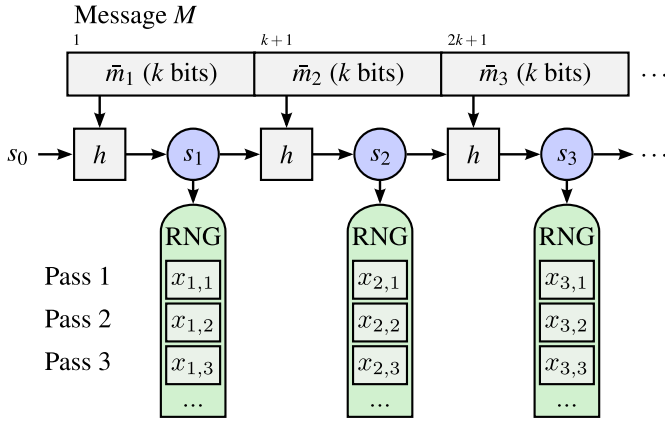 Message M
1 k+1 2k+1
m̄₁ (k bits) m̄₂ (k bits) m̄₃ (k bits) ···
s₀ h s₁ h s₂ h s₃ ···
RNG RNG RNG
Pass 1 x₁,₁ x₂,₁ x₃,₁
Pass 2 x₁,₂ x₂,₂ x₃,₂
Pass 3 x₁,₃ x₂,₃ x₃,₃
... ... ...